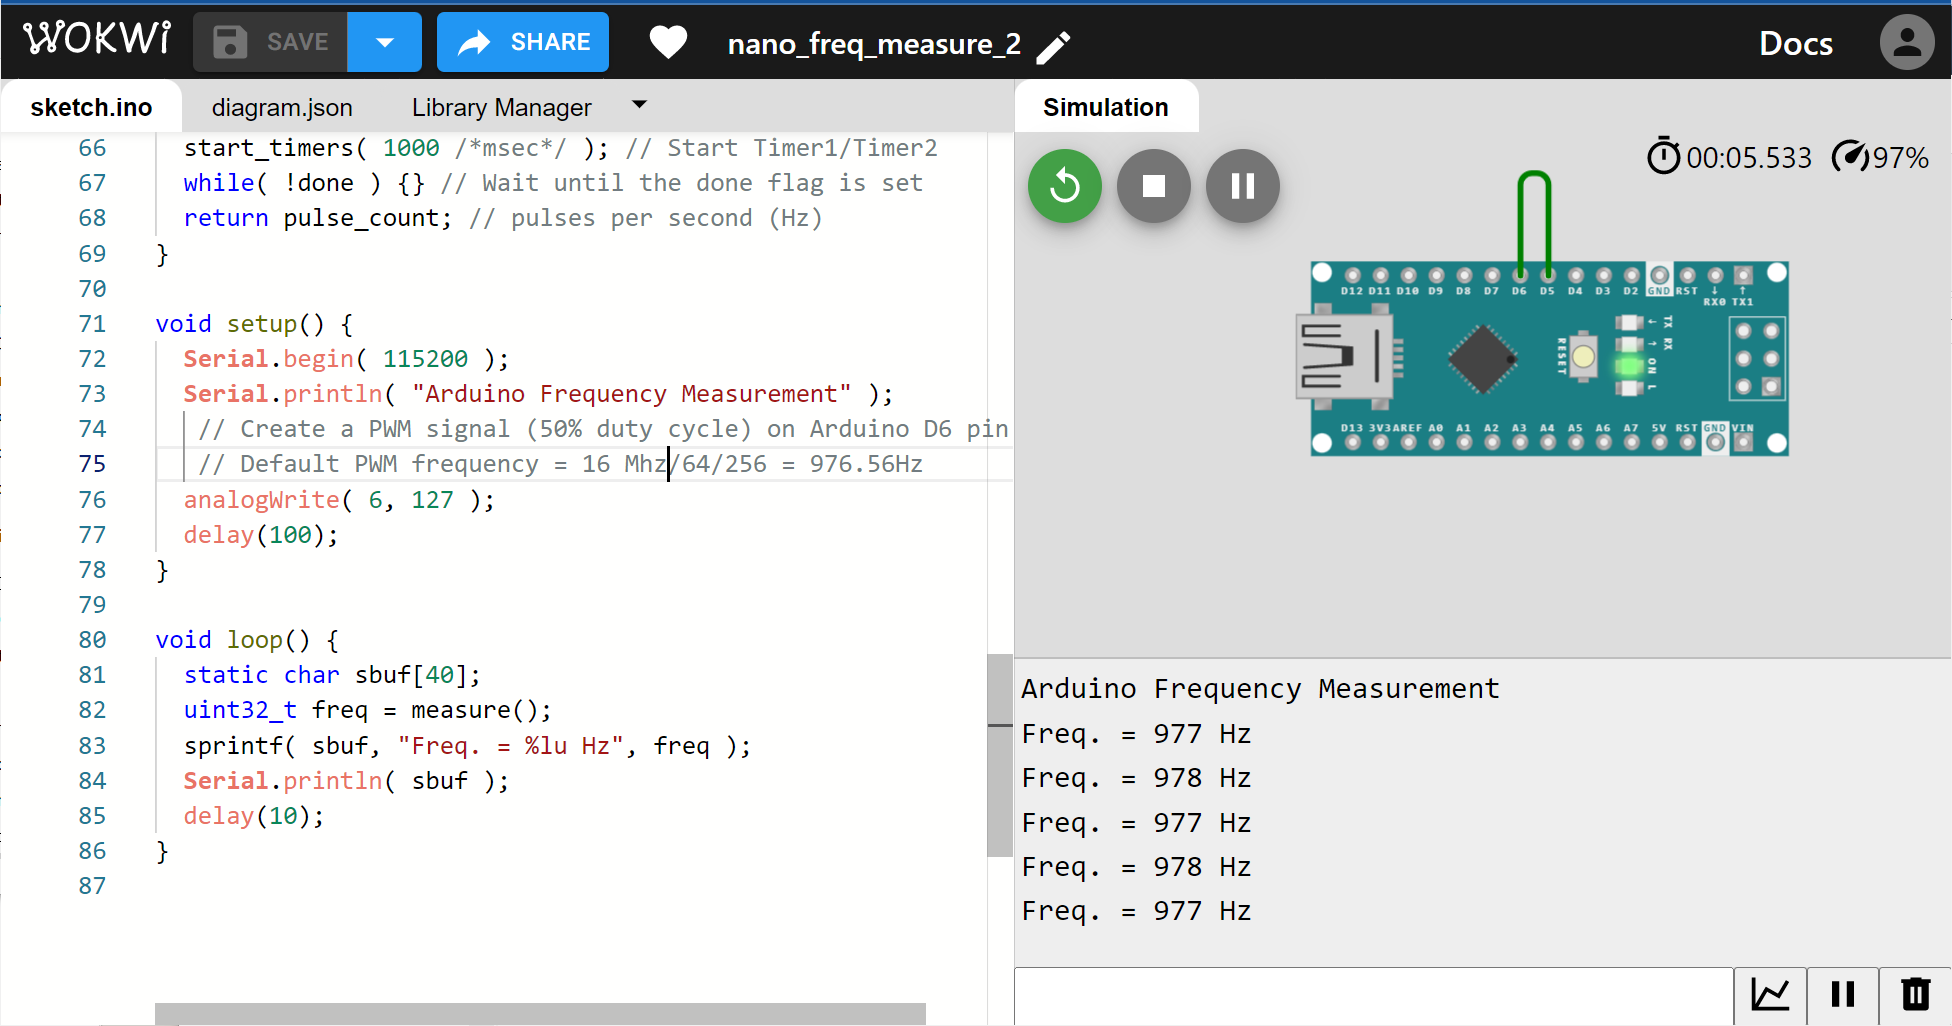 WOKWi
SAVE
SHARE
nano_freq_measure_2
Docs
sketch.ino
diagram.json
Library Manager
66 start_timers( 1000 /*msec*/ ); // Start Timer1/Timer2
67 while( !done ) {} // Wait until the done flag is set
68 return pulse_count; // pulses per second (Hz)
69 }
70
71 void setup() {
72 Serial.begin( 115200 );
73 Serial.println( "Arduino Frequency Measurement" );
74 // Create a PWM signal (50% duty cycle) on Arduino D6 pin
75 // Default PWM frequency = 16 Mhz/64/256 = 976.56Hz
76 analogWrite( 6, 127 );
77 delay(100);
78 }
79
80 void loop() {
81 static char sbuf[40];
82 uint32_t freq = measure();
83 sprintf( sbuf, "Freq. = %lu Hz", freq );
84 Serial.println( sbuf );
85 delay(10);
86 }
87
Simulation
00:05.533
97%
D12 D11 D10 D9 D8 D7 D6 D5 D4 D3 D2 GND RST ↓ ↑
RX0 TX1
RESET
TX
RX
ON
L
D13 3V3 AREF A0 A1 A2 A3 A4 A5 A6 A7 5V RST GND VIN
Arduino Frequency Measurement
Freq. = 977 Hz
Freq. = 978 Hz
Freq. = 977 Hz
Freq. = 978 Hz
Freq. = 977 Hz